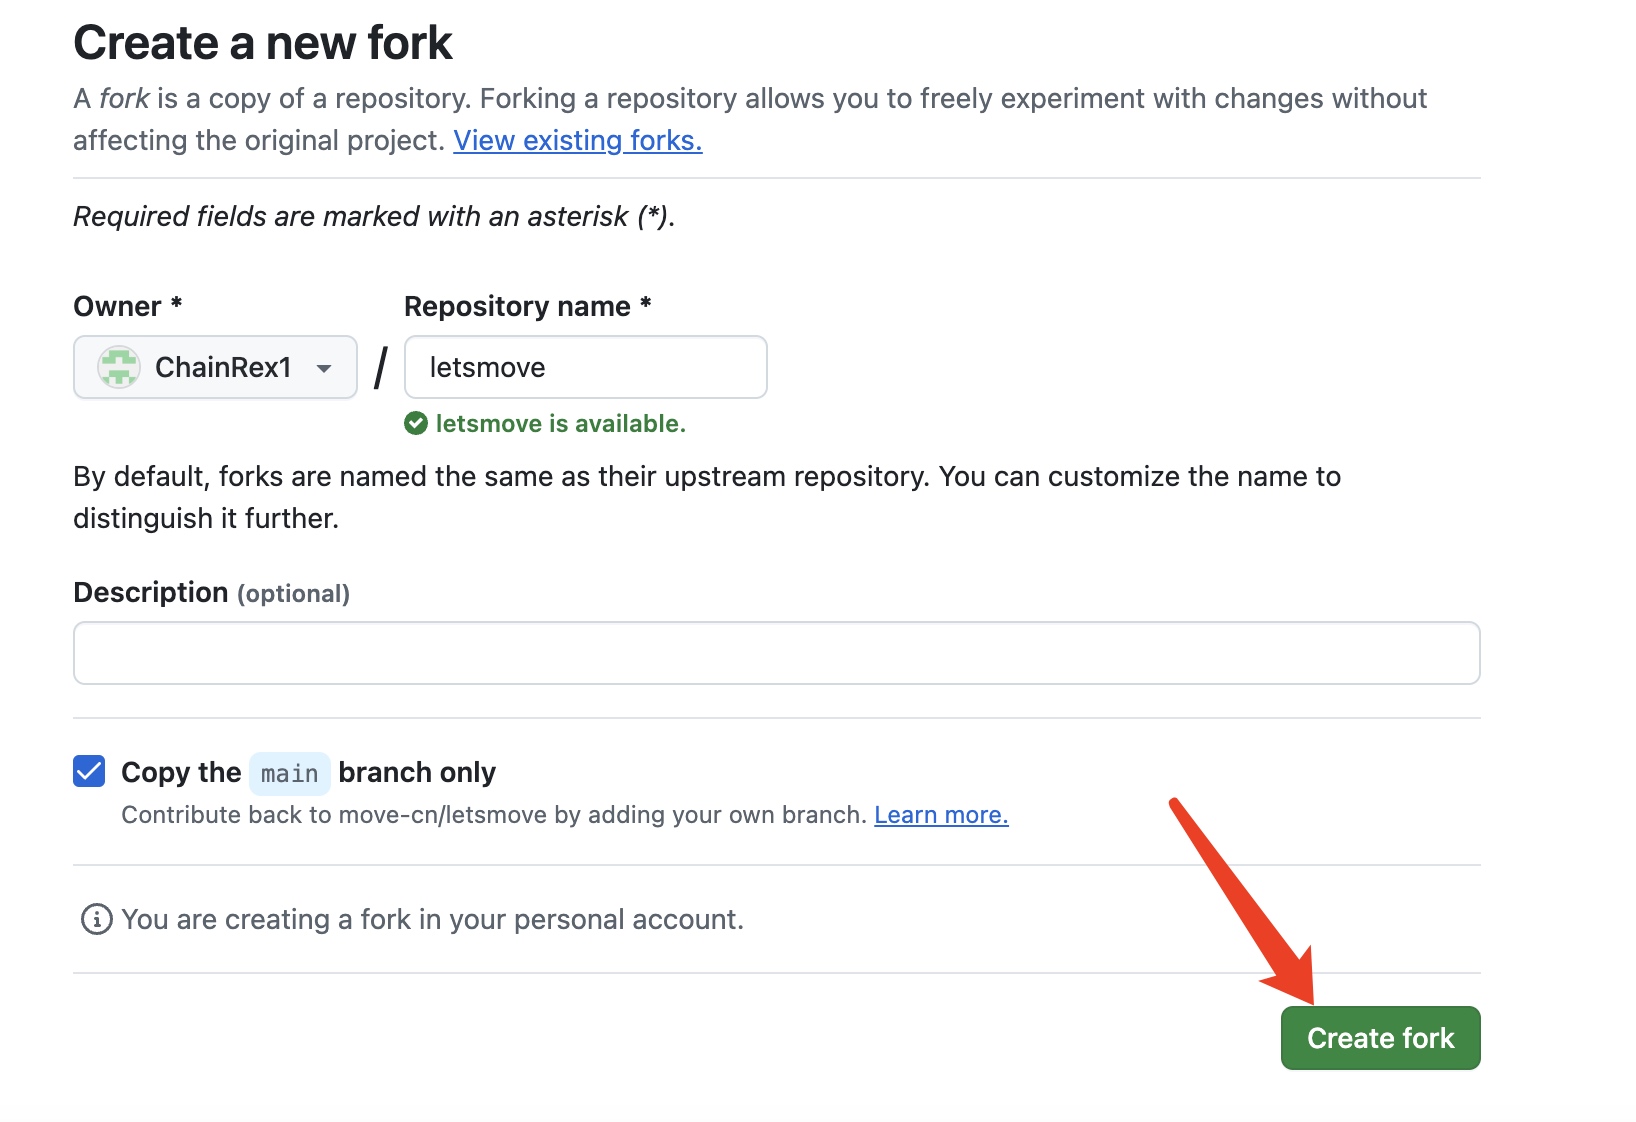 Create a new fork
A fork is a copy of a repository. Forking a repository allows you to freely experiment with changes without
affecting the original project. View existing forks.
Required fields are marked with an asterisk (*).
Owner *
Repository name *
ChainRex1 / letsmove
letsmove is available.
By default, forks are named the same as their upstream repository. You can customize the name to
distinguish it further.
Description (optional)
Copy the main branch only
Contribute back to move-cn/letsmove by adding your own branch. Learn more.
You are creating a fork in your personal account.
Create fork